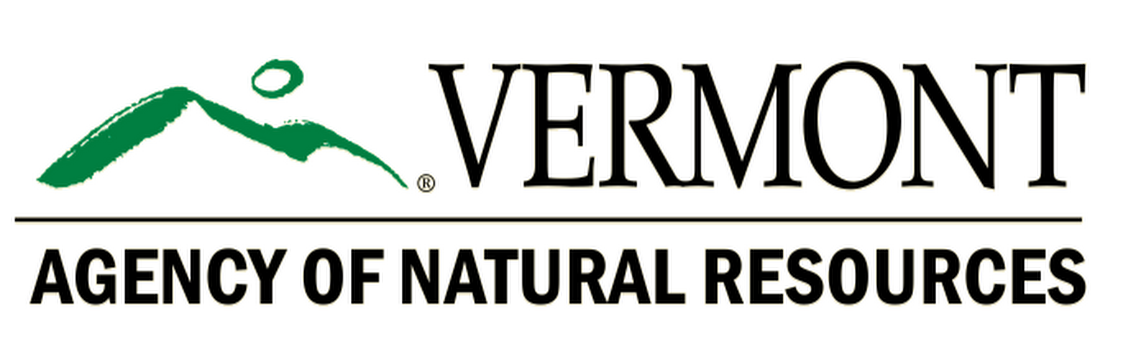 ® VERMONT
AGENCY OF NATURAL RESOURCES